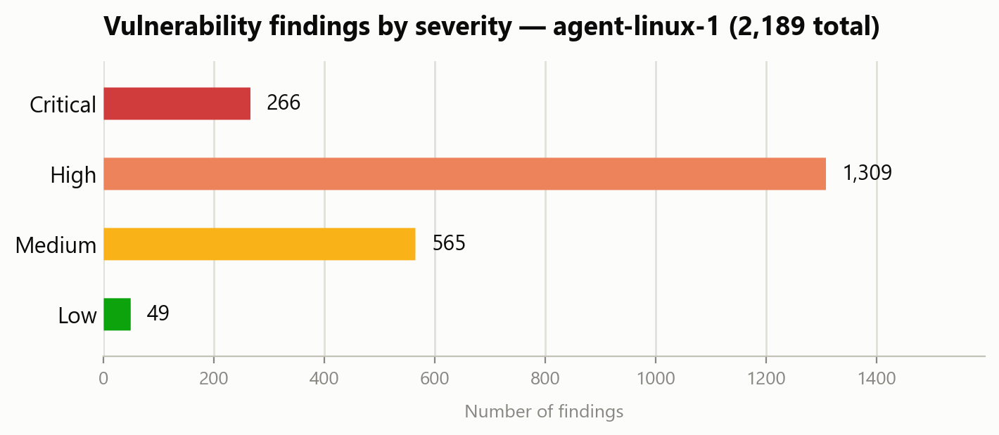 Vulnerability findings by severity — agent-linux-1 (2,189 total)
Critical 266
High 1,309
Medium 565
Low 49
0 200 400 600 800 1000 1200 1400
Number of findings